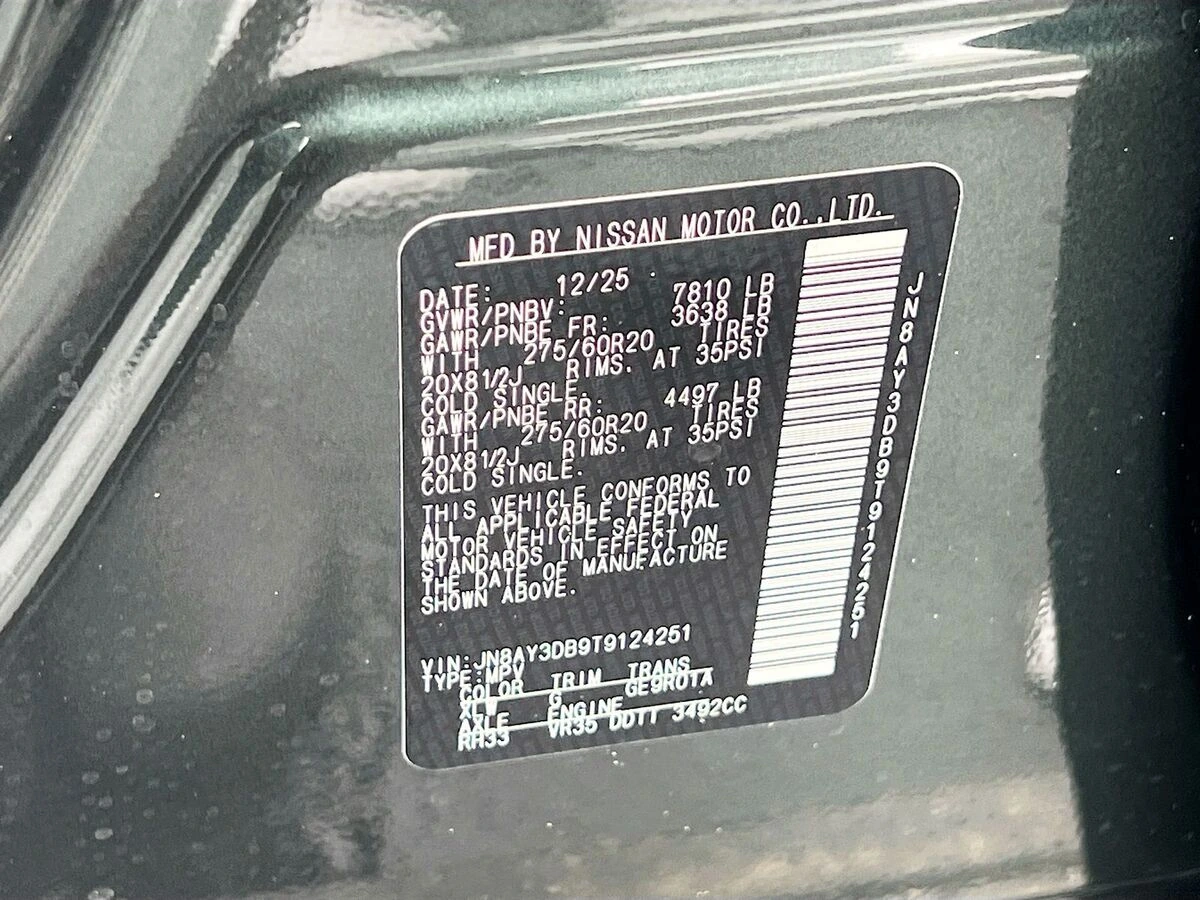 MFD BY NISSAN MOTOR CO.,LTD.
DATE: 12/25
GVWR/PNBV: 7810 LB
GAWR/PNBE FR: 3638 LB
WITH 275/60R20 TIRES
20X81/2J RIMS. AT 35PSI
COLD SINGLE.
GAWR/PNBE RR: 4497 LB
WITH 275/60R20 TIRES
20X81/2J RIMS. AT 35PSI
COLD SINGLE.
THIS VEHICLE CONFORMS TO
ALL APPLICABLE FEDERAL
MOTOR VEHICLE SAFETY
STANDARDS IN EFFECT ON
THE DATE OF MANUFACTURE
SHOWN ABOVE.
VIN:JN8AY3DB9T9124251
TYPE:MPV
COLOR TRIM TRANS
XLW G GE9R01A
AXLE ENGINE
RH33 VR35 DDTT 3492CC
JN8AY3DB9T9124251